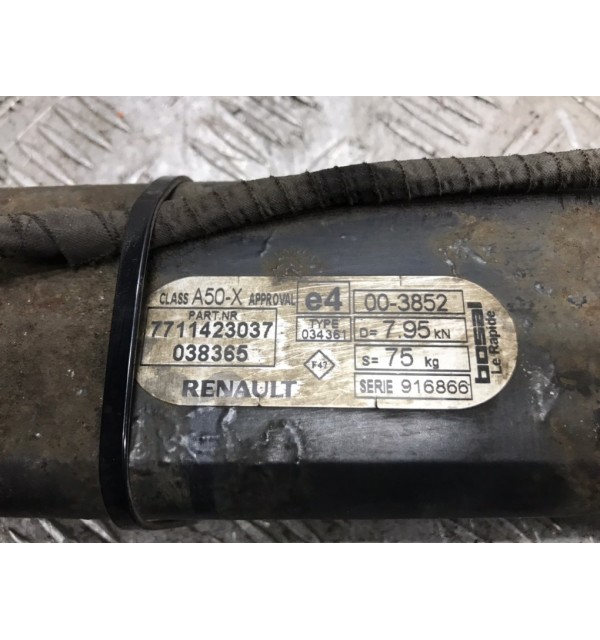 CLASS A50-X APPROVAL e4 00-3852
PART.NR
7711423037
038365
RENAULT
TYPE
034361
F47
D= 7.95 kN
S= 75 kg
SERIE 916866
bosal
Le Rapide